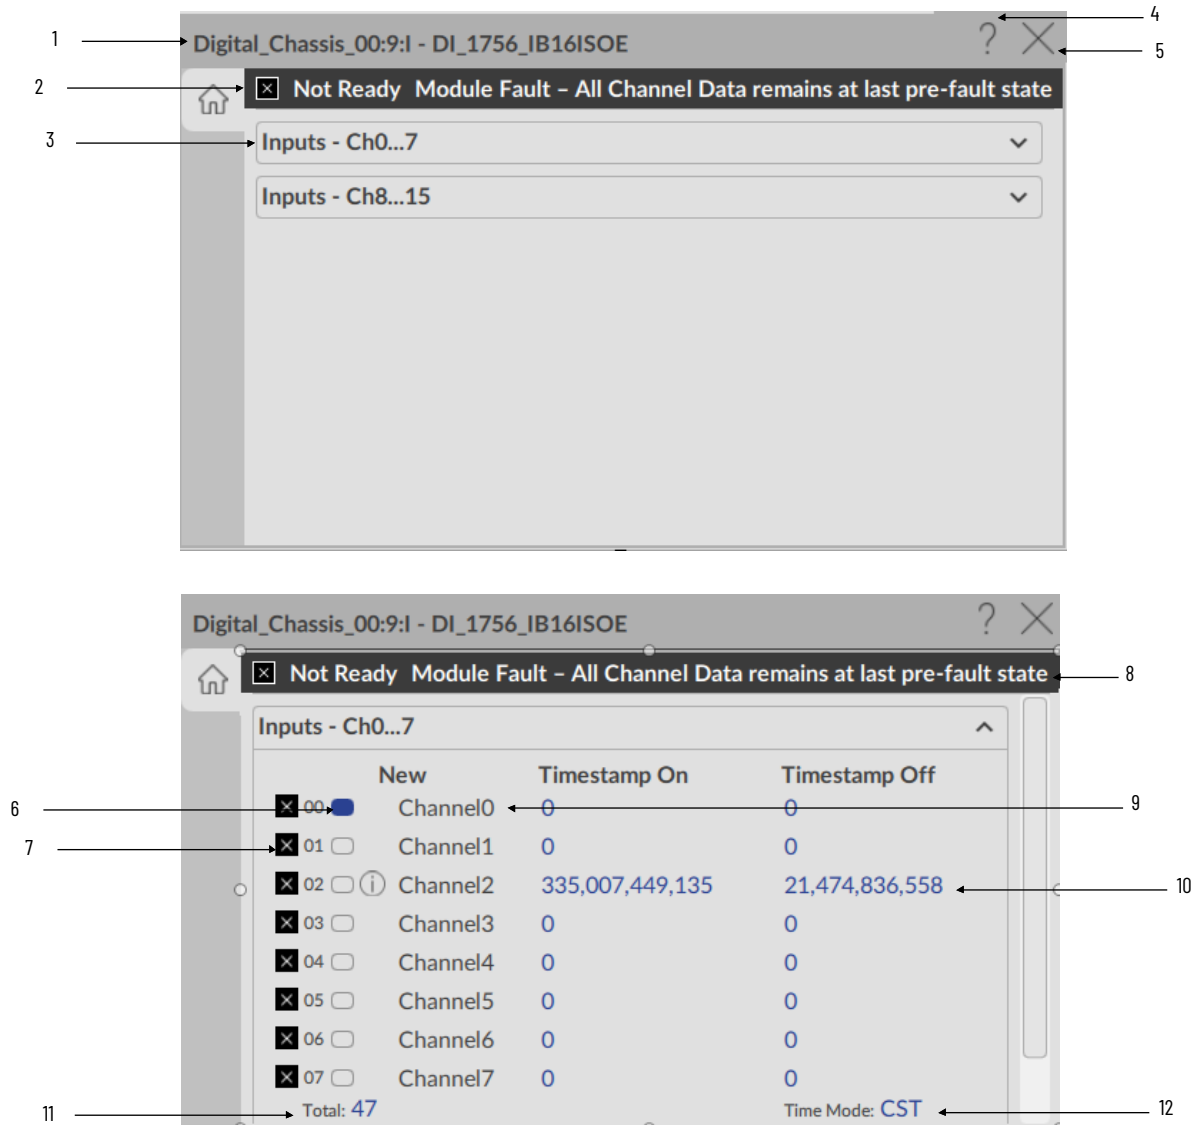 4
1
Digital_Chassis_00:9:I - DI_1756_IB16ISOE
?
5
2
Not Ready Module Fault – All Channel Data remains at last pre-fault state
3
Inputs - Ch0...7
Inputs - Ch8...15
Digital_Chassis_00:9:I - DI_1756_IB16ISOE
?
Not Ready Module Fault – All Channel Data remains at last pre-fault state
8
Inputs - Ch0...7
New Timestamp On Timestamp Off
6 00 Channel0 0 0 9
7 01 Channel1 0 0
02 i Channel2 335,007,449,135 21,474,836,558 10
03 Channel3 0 0
04 Channel4 0 0
05 Channel5 0 0
06 Channel6 0 0
07 Channel7 0 0
11 Total: 47 Time Mode: CST 12